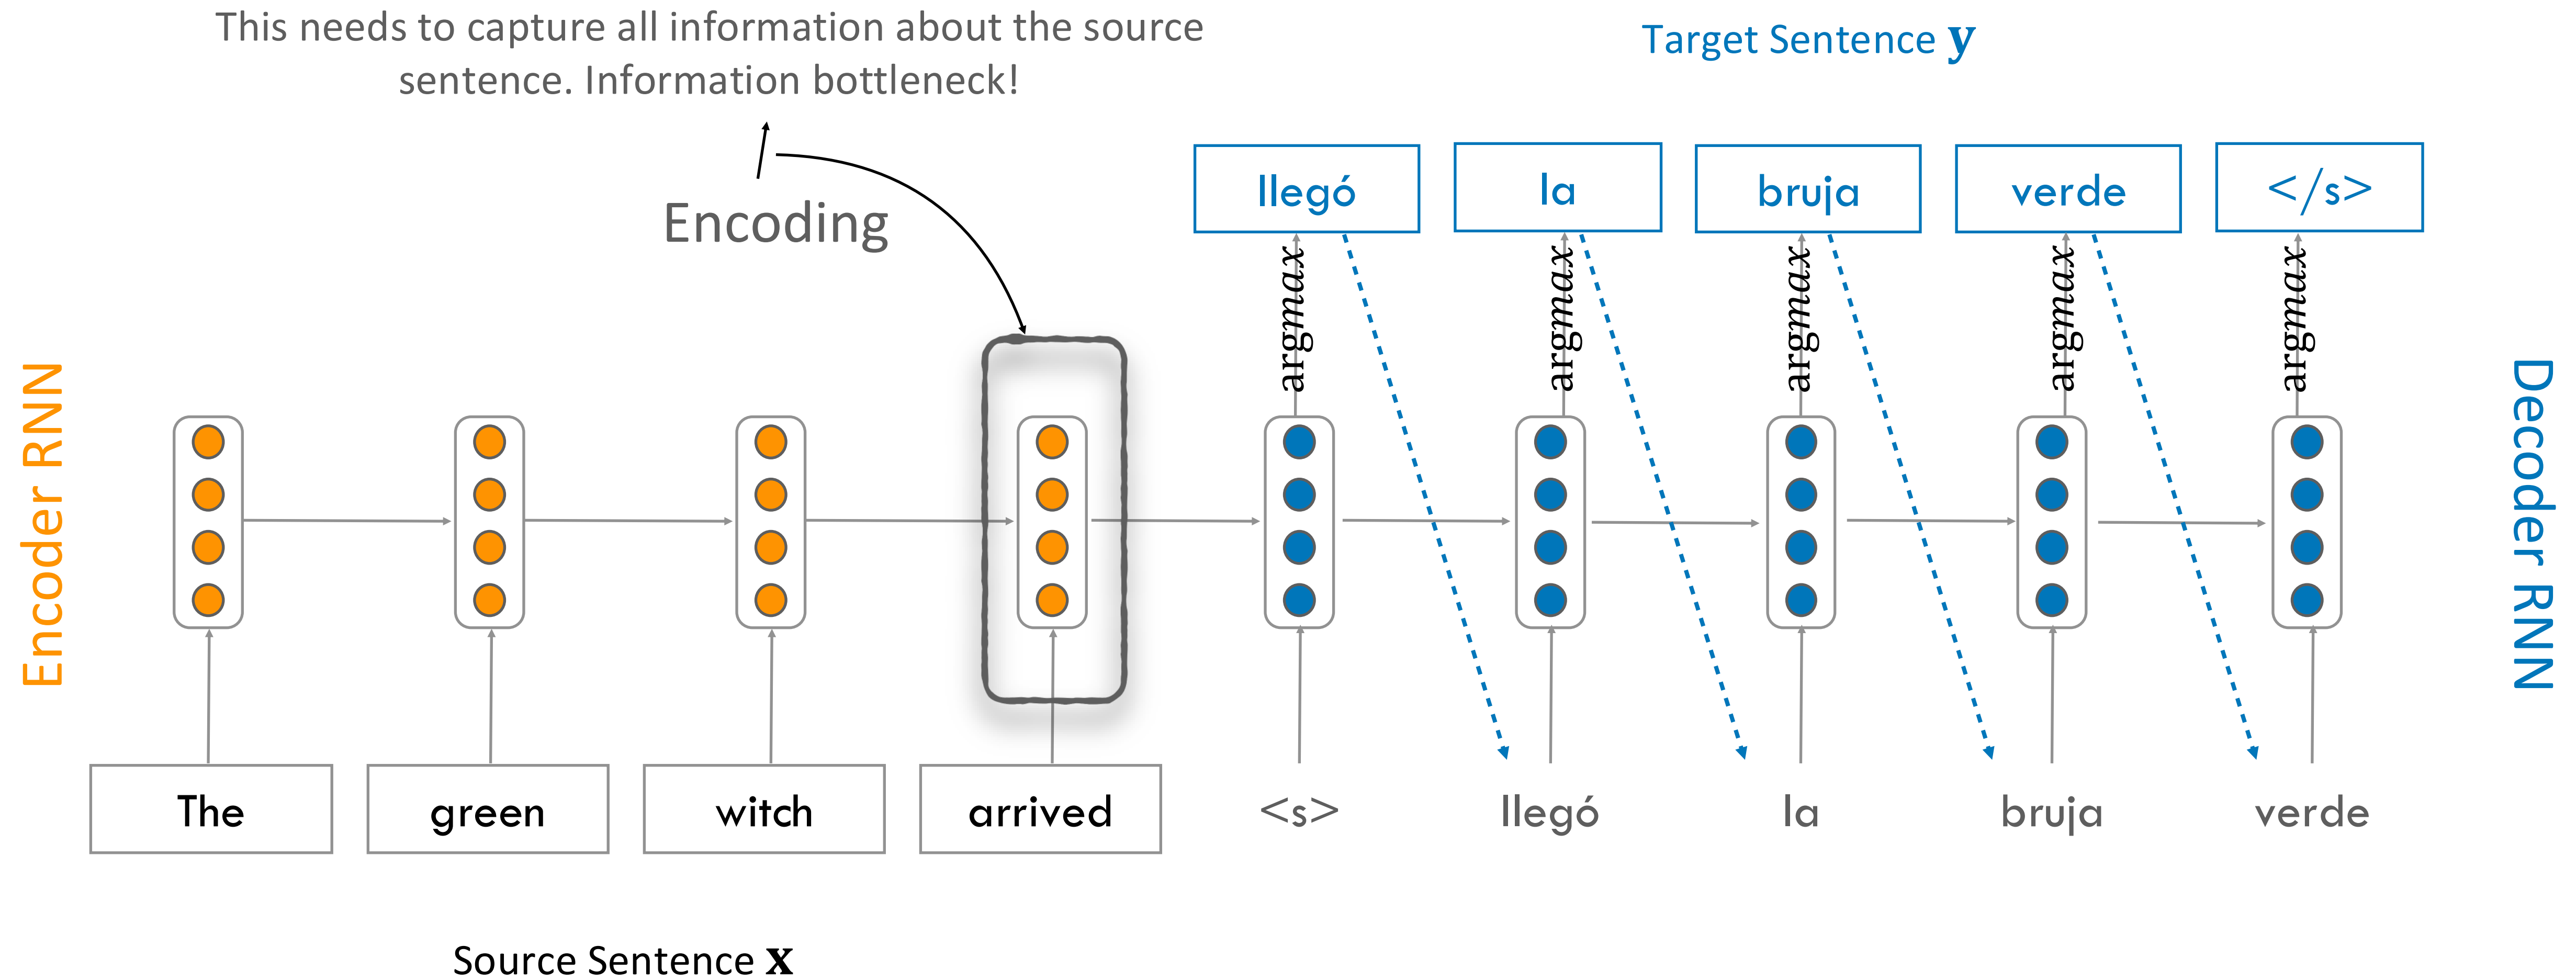 This needs to capture all information about the source
sentence. Information bottleneck!
Target Sentence y
Encoding
llegó
la
bruja
verde
</s>
argmax
argmax
argmax
argmax
argmax
Encoder RNN
Decoder RNN
The
green
witch
arrived
<s>
llegó
la
bruja
verde
Source Sentence x